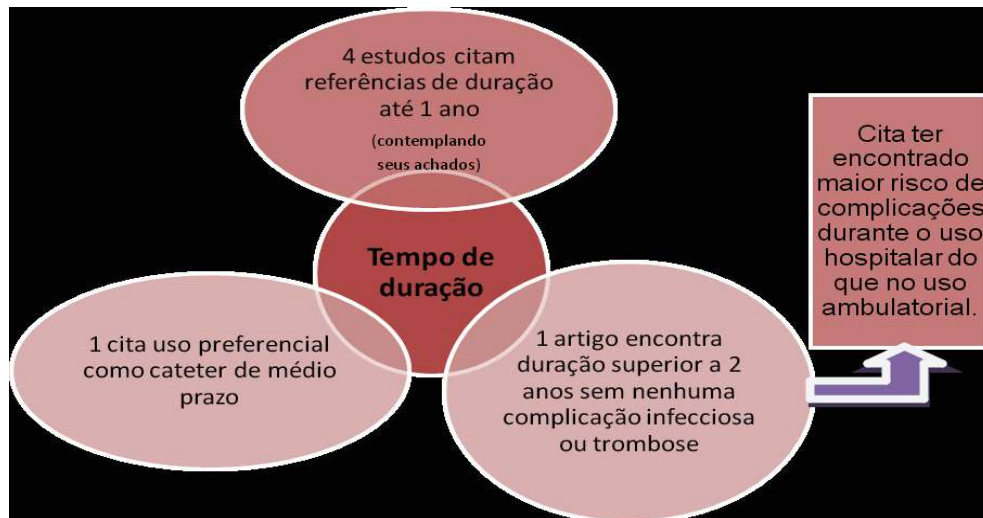 4 estudos citam
referências de duração
até 1 ano
(contemplando
seus achados)
Tempo de
duração
1 cita uso preferencial
como cateter de médio
prazo
1 artigo encontra
duração superior a 2
anos sem nenhuma
complicação infecciosa
ou trombose
Cita ter
encontrado
maior risco de
complicações
durante o uso
hospitalar do
que no uso
ambulatorial.